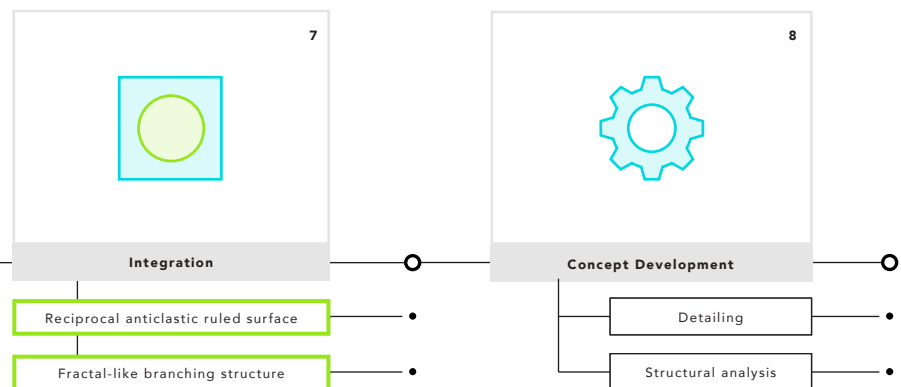 7
Integration
Reciprocal anticlastic ruled surface
Fractal-like branching structure
8
Concept Development
Detailing
Structural analysis